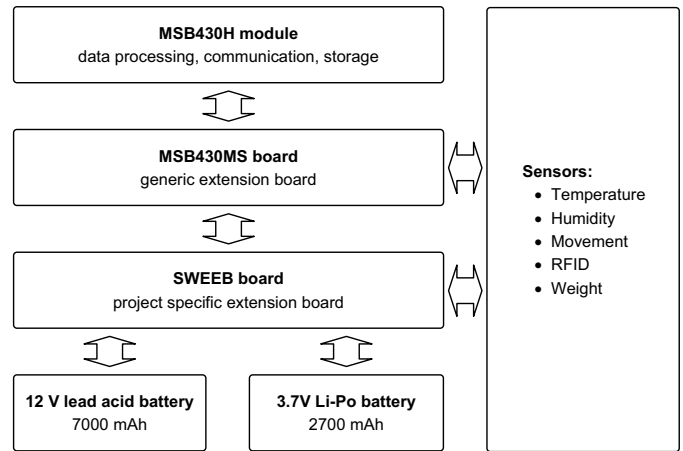 MSB430H module
data processing, communication, storage
MSB430MS board
generic extension board
SWEEB board
project specific extension board
12 V lead acid battery
7000 mAh
3.7V Li-Po battery
2700 mAh
Sensors:
• Temperature
• Humidity
• Movement
• RFID
• Weight